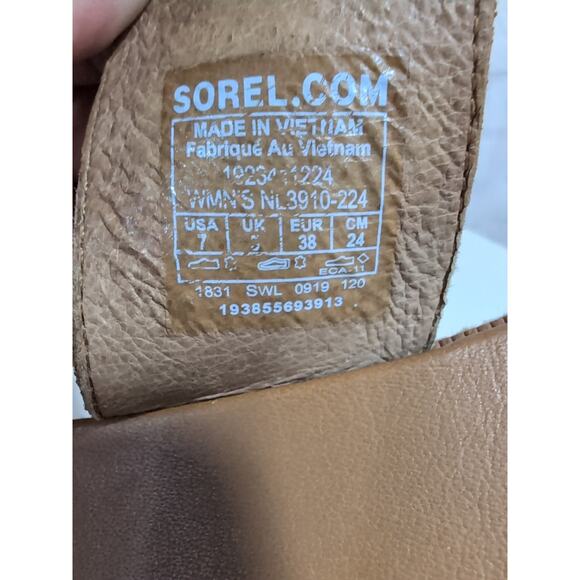 SOREL.COM
MADE IN VIETNAM
Fabriqué Au Vietnam
WMN'S NL3910-224
USA UK EUR CM
7 38 24
ECA-11
1831 SWL 0919 120
193855693913